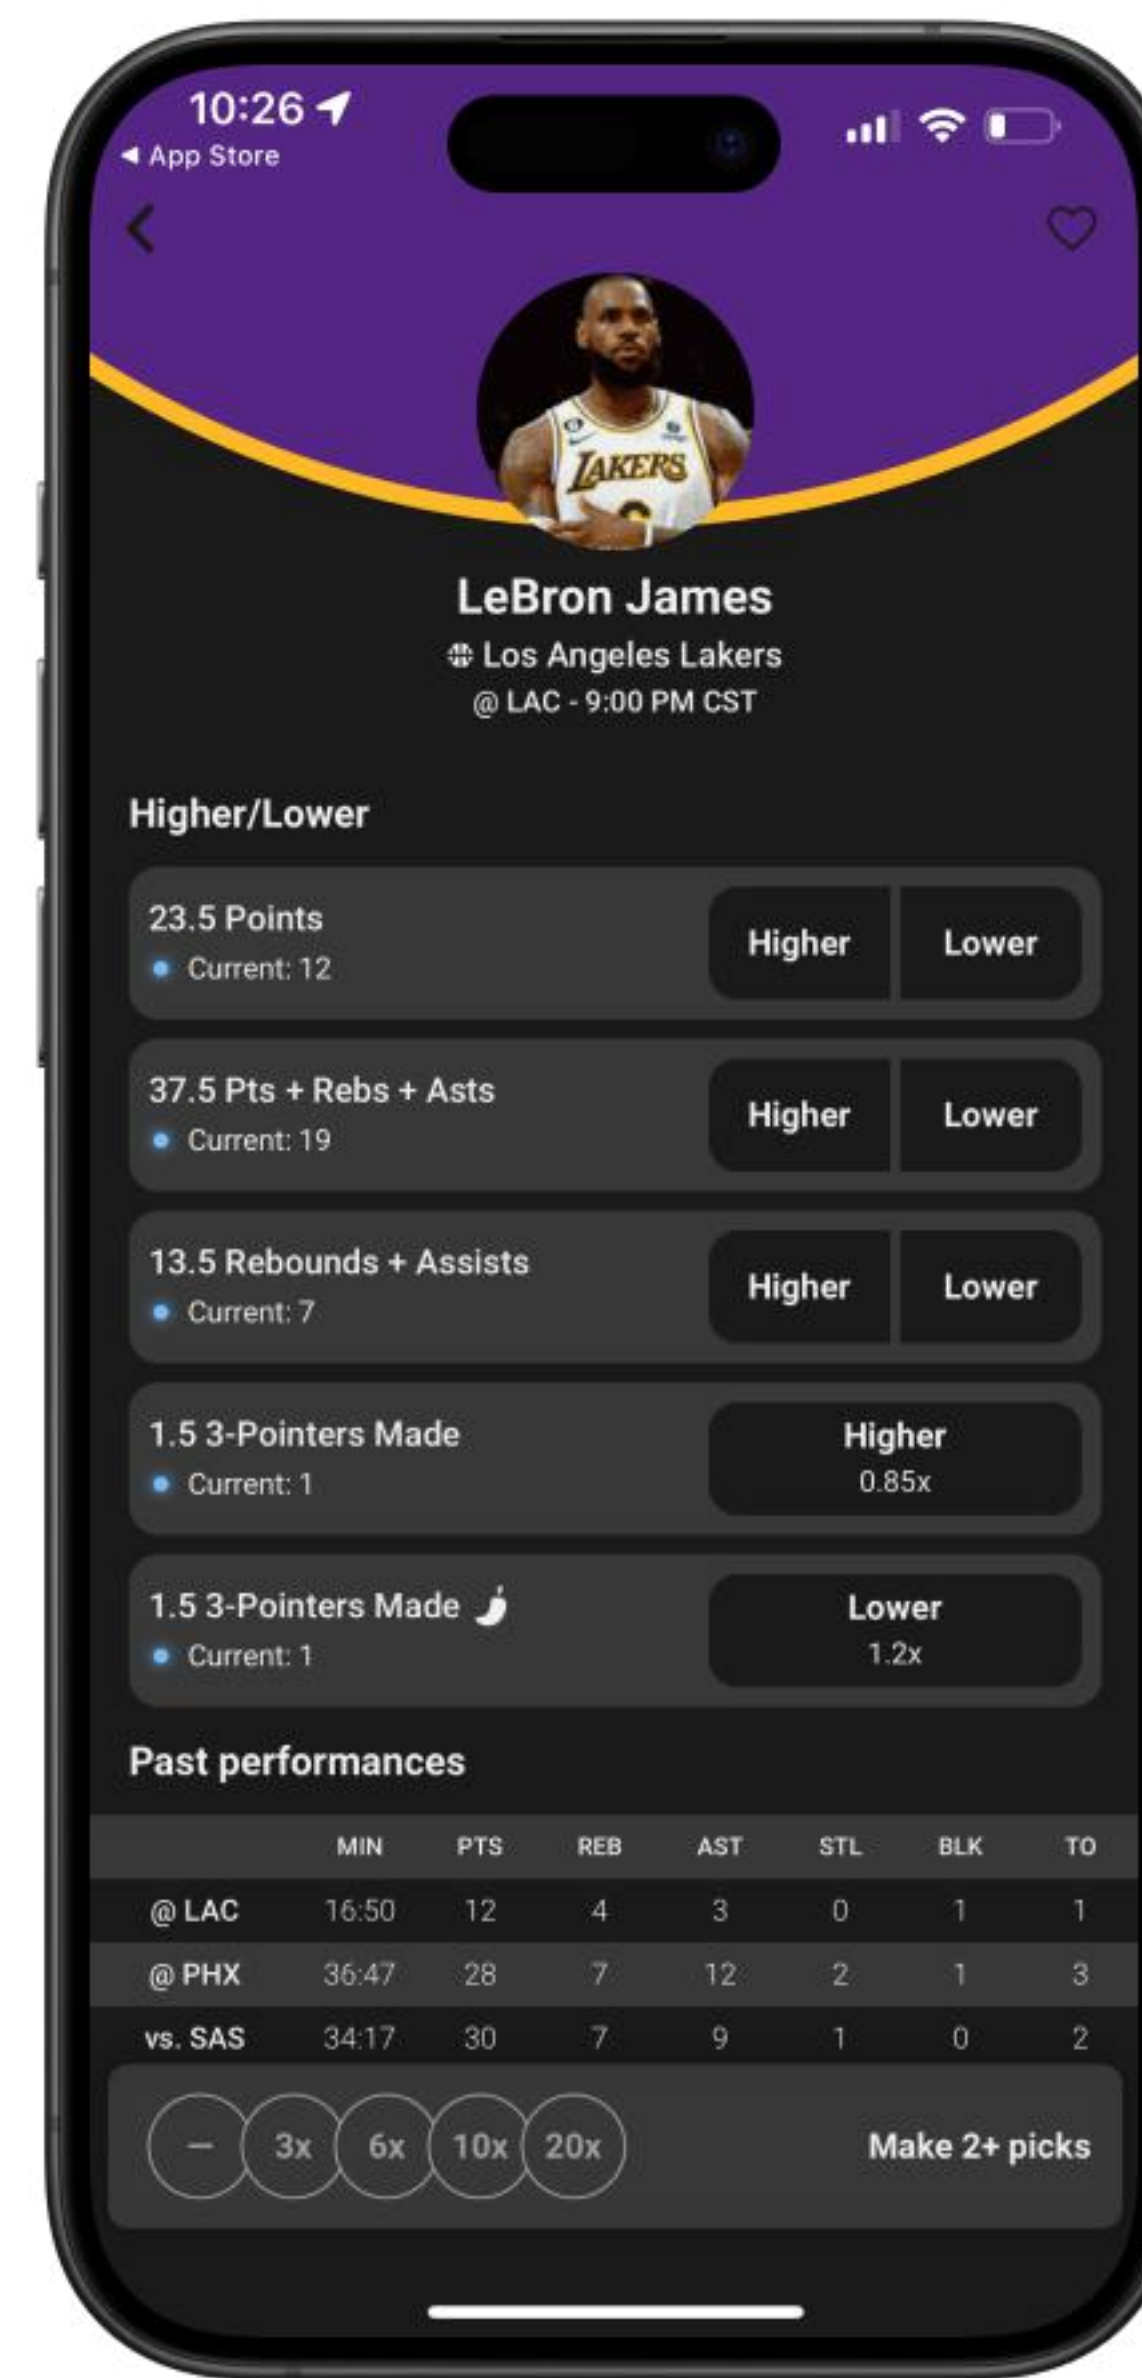 10:26
◀ App Store
LAKERS
LeBron James
Los Angeles Lakers
@ LAC - 9:00 PM CST
Higher/Lower
23.5 Points
Current: 12
Higher
Lower
37.5 Pts + Rebs + Asts
Current: 19
Higher
Lower
13.5 Rebounds + Assists
Current: 7
Higher
Lower
1.5 3-Pointers Made
Current: 1
Higher
0.85x
1.5 3-Pointers Made 🌶
Current: 1
Lower
1.2x
Past performances
MIN PTS REB AST STL BLK TO
@ LAC 16:50 12 4 3 0 1 1
@ PHX 36:47 28 7 12 2 1 3
vs. SAS 34:17 30 7 9 1 0 2
– 3x 6x 10x 20x
Make 2+ picks